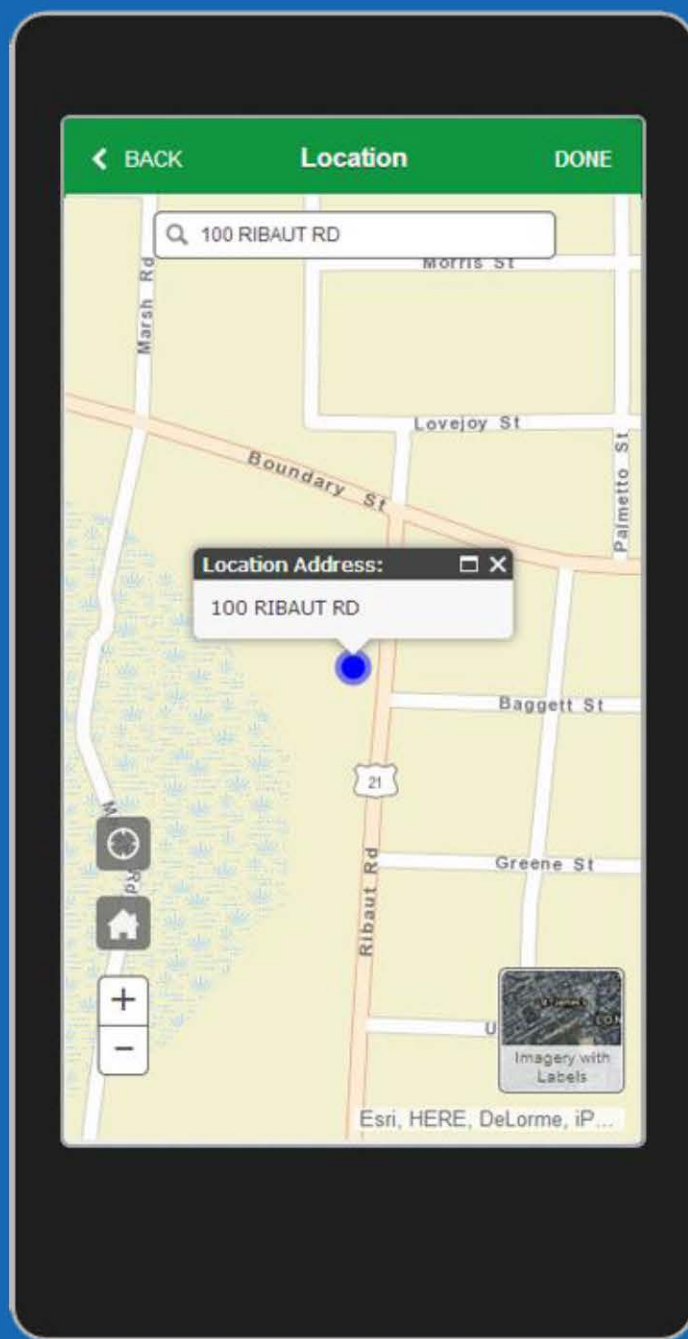 BACK
Location
DONE
100 RIBAUT RD
Marsh Rd
Morris St
Lovejoy St
Boundary St
Palmetto St
Location Address:
100 RIBAUT RD
Baggett St
21
Greene St
Ribaut Rd
Rd
+
−
Imagery with
Labels
Esri, HERE, DeLorme, iP...